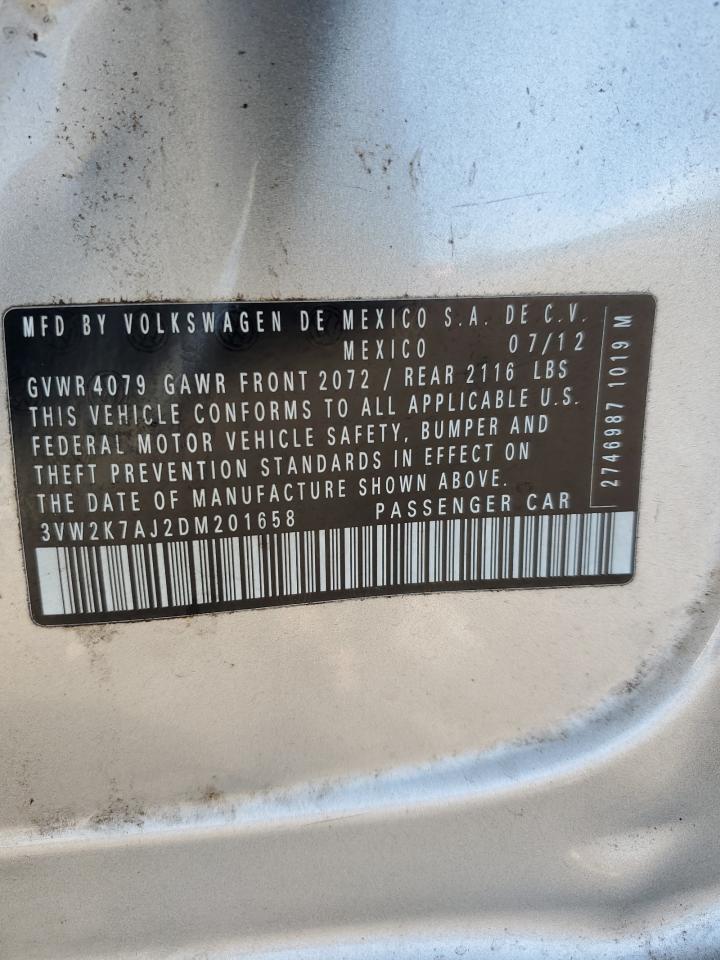 MFD BY VOLKSWAGEN DE MEXICO S.A. DE C.V.
MEXICO 07/12
GVWR4079 GAWR FRONT 2072 / REAR 2116 LBS
THIS VEHICLE CONFORMS TO ALL APPLICABLE U.S.
FEDERAL MOTOR VEHICLE SAFETY, BUMPER AND
THEFT PREVENTION STANDARDS IN EFFECT ON
THE DATE OF MANUFACTURE SHOWN ABOVE.
3VW2K7AJ2DM201658 PASSENGER CAR
2746987 1019 M